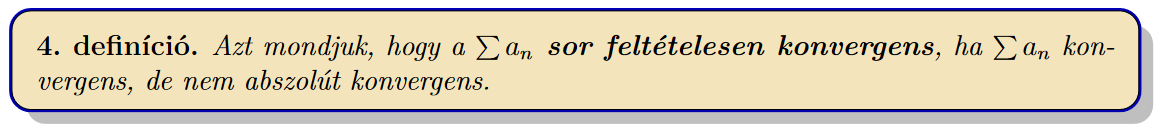 4. definíció. Azt mondjuk, hogy a ∑ aₙ sor feltételesen konvergens, ha ∑ aₙ kon-
vergens, de nem abszolút konvergens.